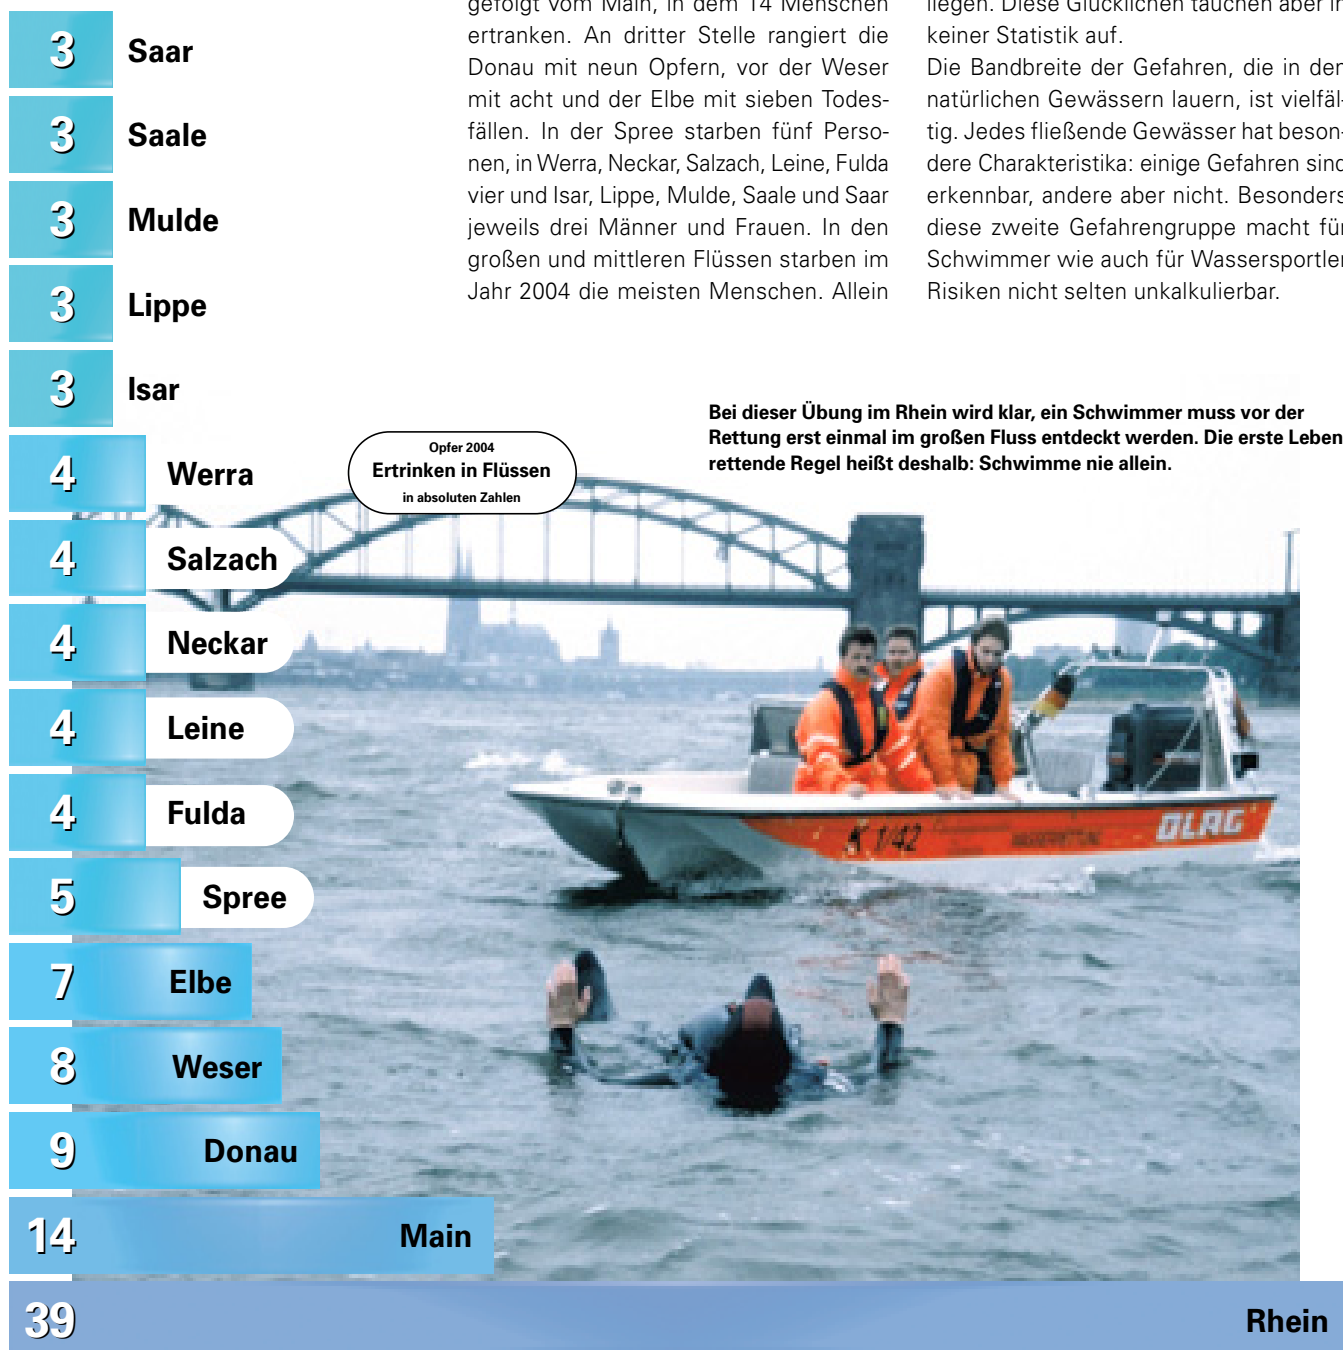 gefolgt vom Main, in dem 14 Menschen
ertranken. An dritter Stelle rangiert die
Donau mit neun Opfern, vor der Weser
mit acht und der Elbe mit sieben Todes-
fällen. In der Spree starben fünf Perso-
nen, in Werra, Neckar, Salzach, Leine, Fulda
vier und Isar, Lippe, Mulde, Saale und Saar
jeweils drei Männer und Frauen. In den
großen und mittleren Flüssen starben im
Jahr 2004 die meisten Menschen. Allein
liegen. Diese Glücklichen tauchen aber in
keiner Statistik auf.
Die Bandbreite der Gefahren, die in den
natürlichen Gewässern lauern, ist vielfäl-
tig. Jedes fließende Gewässer hat beson-
dere Charakteristika: einige Gefahren sind
erkennbar, andere aber nicht. Besonders
diese zweite Gefahrengruppe macht für
Schwimmer wie auch für Wassersportler
Risiken nicht selten unkalkulierbar.
Bei dieser Übung im Rhein wird klar, ein Schwimmer muss vor der
Rettung erst einmal im großen Fluss entdeckt werden. Die erste Leben
rettende Regel heißt deshalb: Schwimme nie allein.
Opfer 2004
Ertrinken in Flüssen
in absoluten Zahlen
3 Saar
3 Saale
3 Mulde
3 Lippe
3 Isar
4 Werra
4 Salzach
4 Neckar
4 Leine
4 Fulda
5 Spree
7 Elbe
8 Weser
9 Donau
14 Main
39 Rhein
K 1/42
DLRG